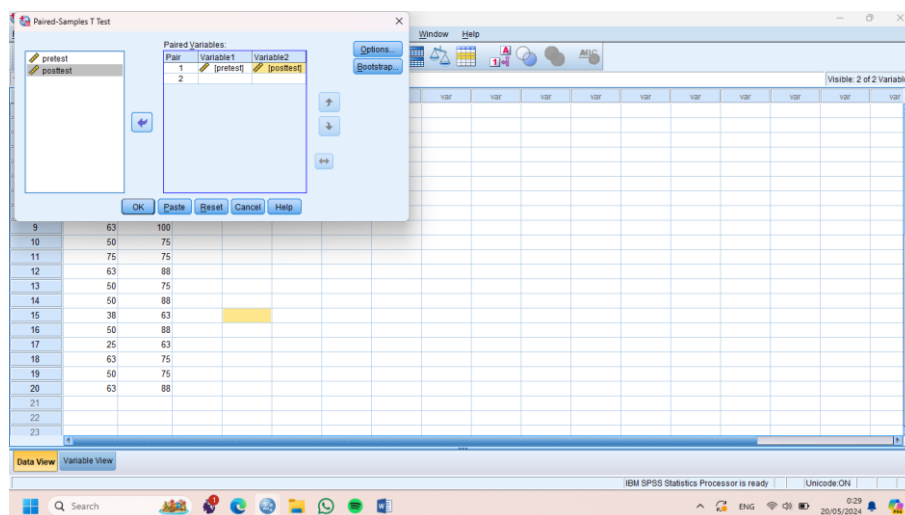 Paired-Samples T Test
Window Help
Paired Variables:
Pair Variable1 Variable2
1 [pretest] [posttest]
2
pretest
posttest
Options...
Bootstrap...
OK Paste Reset Cancel Help
Visible: 2 of 2 Variable
var var var var var var var var var var
9 63 100
10 50 75
11 75 75
12 63 88
13 50 75
14 50 88
15 38 63
16 50 88
17 25 63
18 63 75
19 50 75
20 63 88
21
22
23
Data View Variable View
IBM SPSS Statistics Processor is ready Unicode:ON
Search
ENG
0:29
20/05/2024